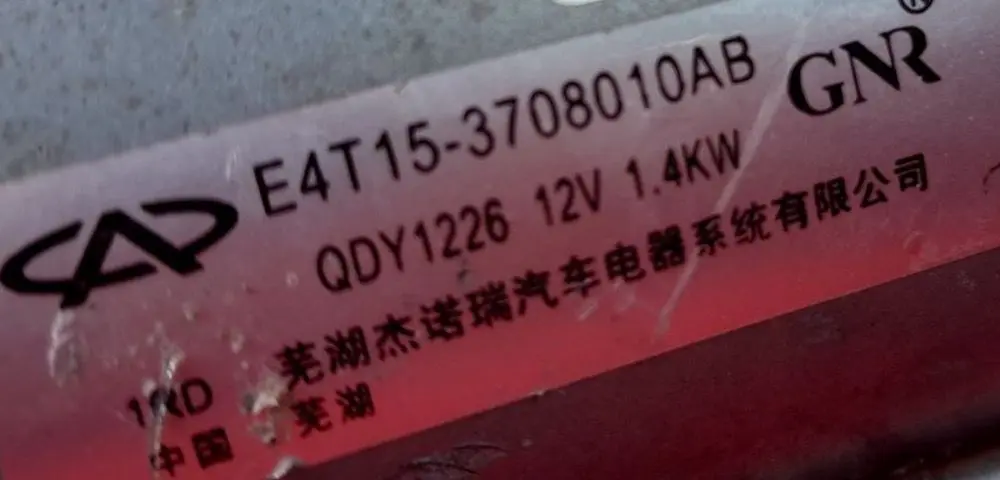 E4T15-3708010AB
GNR®
QDY1226 12V 1.4KW
芜湖杰诺瑞汽车电器系统有限公司
中国 芜湖